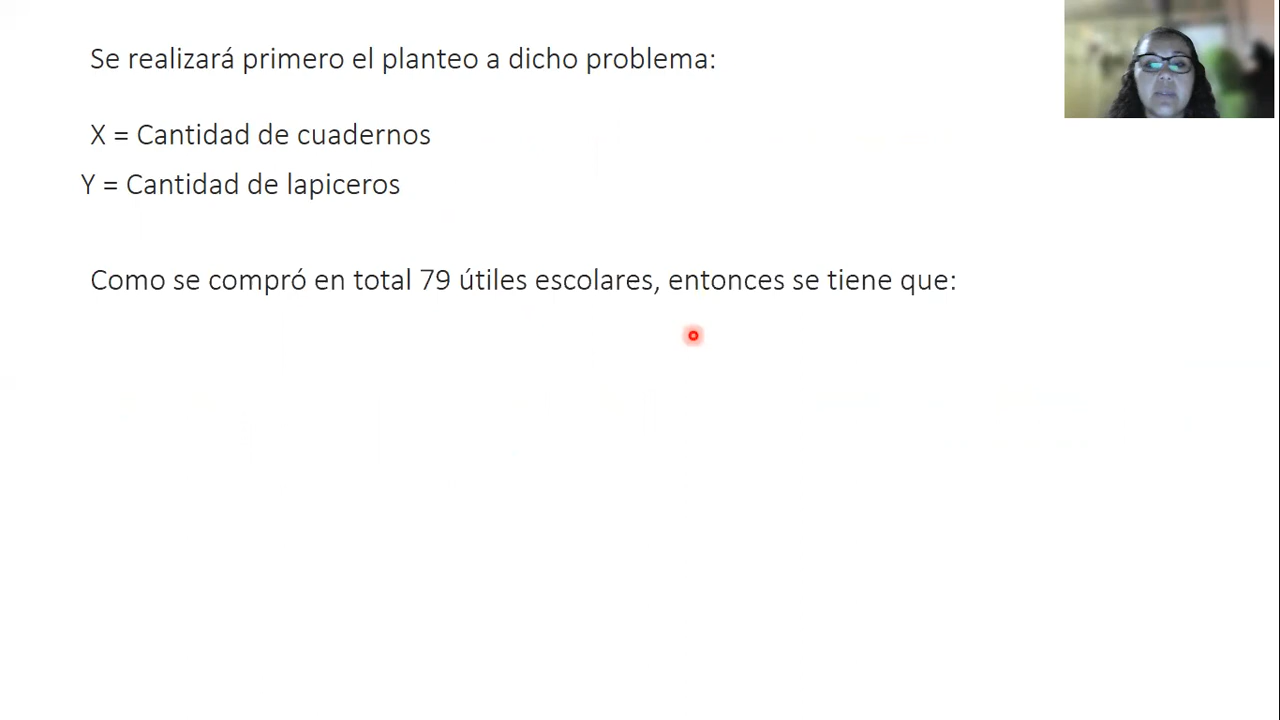 Se realizará primero el planteo a dicho problema:
X = Cantidad de cuadernos
Y = Cantidad de lapiceros
Como se compró en total 79 útiles escolares, entonces se tiene que: